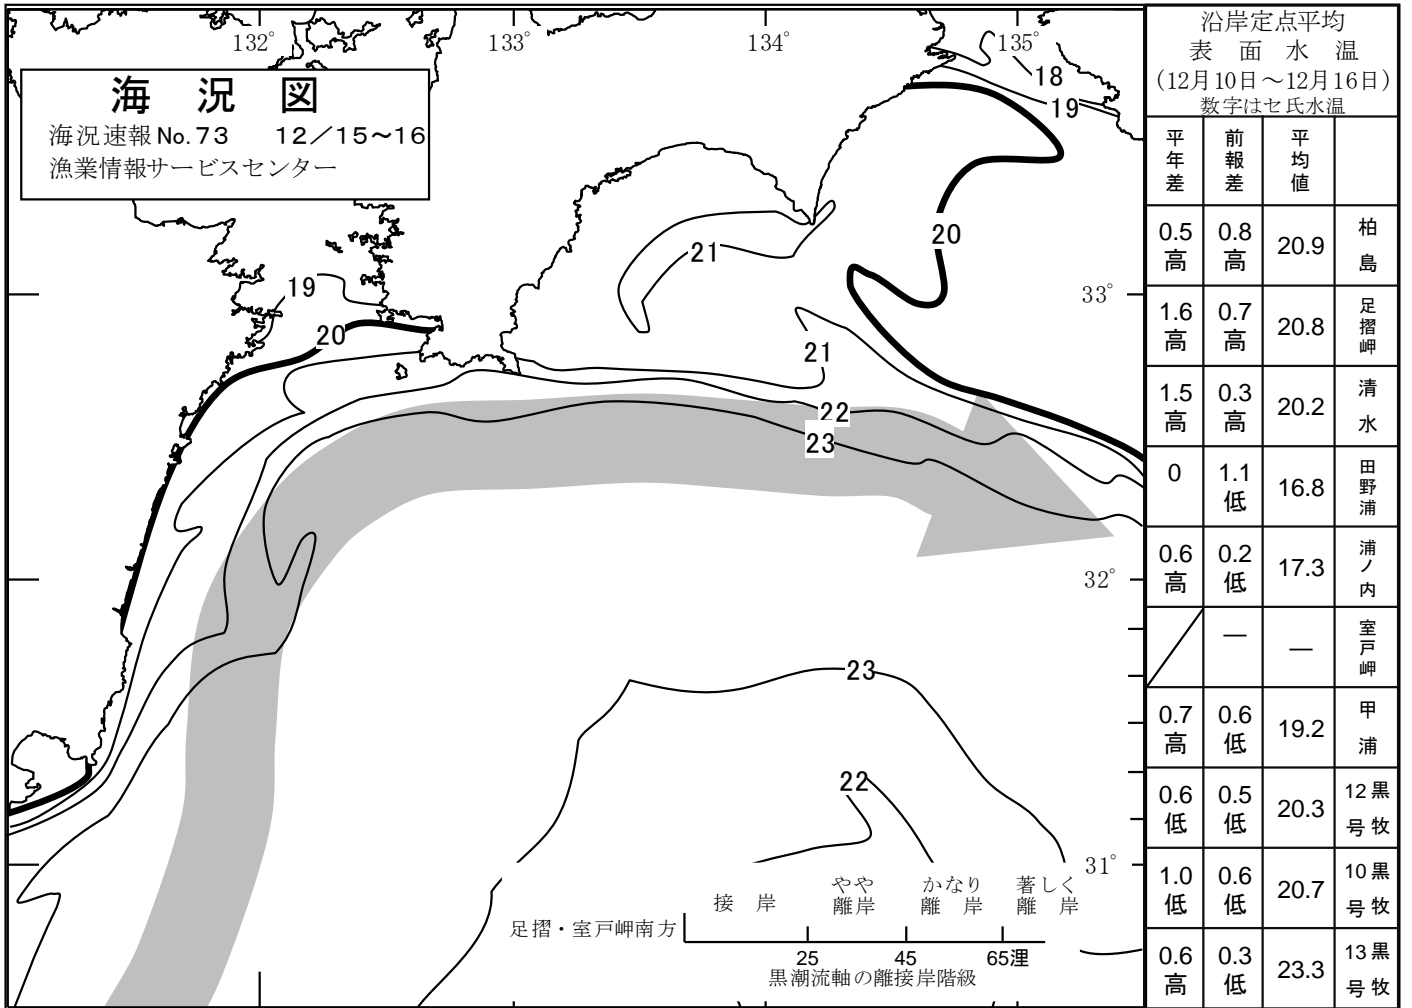 海況図
海況速報No.73 12/15~16
漁業情報サービスセンター
132°
133°
134°
135°
33°
32°
31°
18
19
20
21
19
20
21
22
23
23
22
接岸
やや離岸
かなり離岸
著しく離岸
足摺・室戸岬南方
25 45 65浬
黒潮流軸の離接岸階級
沿岸定点平均
表面水温
(12月10日~12月16日)
数字はセ氏水温
平年差 前報差 平均値
0.5高 0.8高 20.9 柏島
1.6高 0.7高 20.8 足摺岬
1.5高 0.3高 20.2 清水
0 1.1低 16.8 田野浦
0.6高 0.2低 17.3 浦ノ内
― ― 室戸岬
0.7高 0.6低 19.2 甲浦
0.6低 0.5低 20.3 黒牧12号
1.0低 0.6低 20.7 黒牧10号
0.6高 0.3低 23.3 黒牧13号